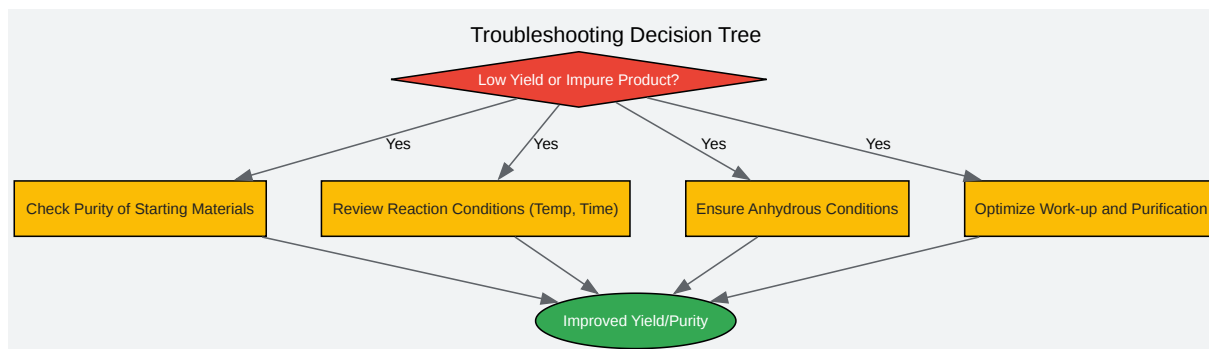 Troubleshooting Decision Tree
Low Yield or Impure Product?
Yes
Yes
Yes
Yes
Check Purity of Starting Materials
Review Reaction Conditions (Temp, Time)
Ensure Anhydrous Conditions
Optimize Work-up and Purification
Improved Yield/Purity